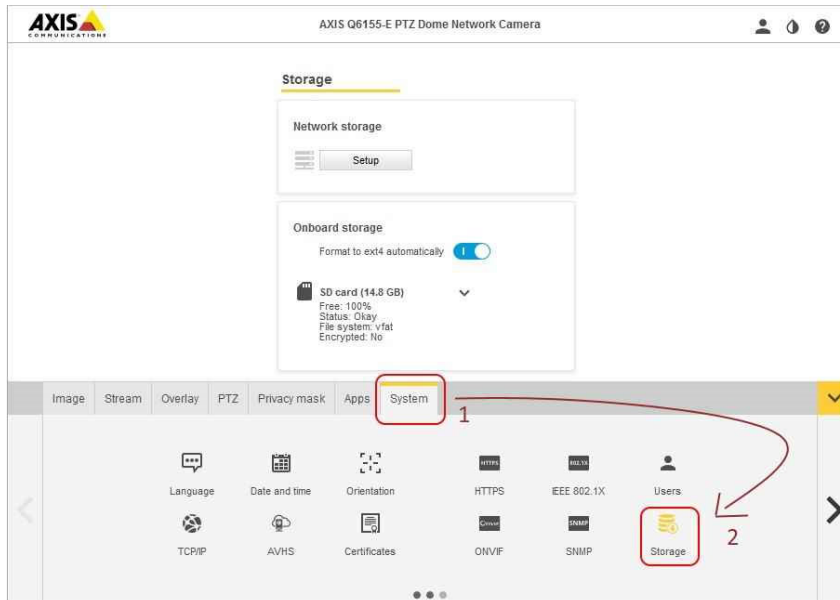 AXIS
COMMUNICATIONS
AXIS Q6155-E PTZ Dome Network Camera
Storage
Network storage
Setup
Onboard storage
Format to ext4 automatically
SD card (14.8 GB)
Free: 100%
Status: Okay
File system: vfat
Encrypted: No
Image Stream Overlay PTZ Privacy mask Apps System
1
Language Date and time Orientation HTTPS HTTPS 802.1X IEEE 802.1X Users
2
TCP/IP AVHS Certificates Onvif ONVIF SNMP SNMP Storage